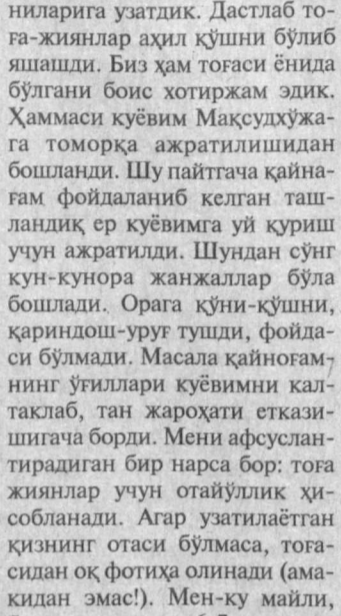 ниларига узатдик. Дастлаб то-
ға-жиянлар аҳил қўшни бўлиб
яшашди. Биз ҳам тоғаси ёнида
бўлгани боис хотиржам эдик.
Ҳаммаси куёвим Мақсудхўжа-
га томорқа ажратилишидан
бошланди. Шу пайтгача қайна-
ғам фойдаланиб келган таш-
ландиқ ер куёвимга уй қуриш
учун ажратилди. Шундан сўнг
кун-кунора жанжаллар бўла
бошлади. Орага қўни-қўшни,
қариндош-уруғ тушди, фойда-
си бўлмади. Масала қайноғам-
нинг ўғиллари куёвимни кал-
таклаб, тан жароҳати етказ и-
шигача борди. Мени афсуслан-
тирадиган бир нарса бор: тоға
жиянлар учун отайўллик ҳи-
собланади. Агар узатилаётган
қизнинг отаси бўлмаса, тоға-
сидан оқ фотиҳа олинади (ама-
кидан эмас!). Мен-ку майли,